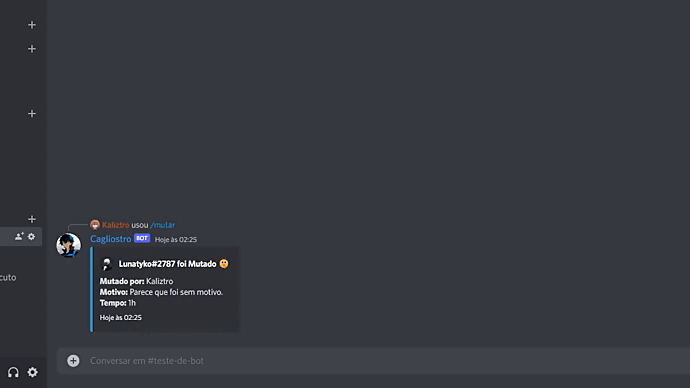 Kaliztro usou /mutar
Cagliostro BOT Hoje às 02:25
Lunatyko#2787 foi Mutado
Mutado por: Kaliztro
Motivo: Parece que foi sem motivo.
Tempo: 1h
Hoje às 02:25
cuto
Conversar em #teste-de-bot